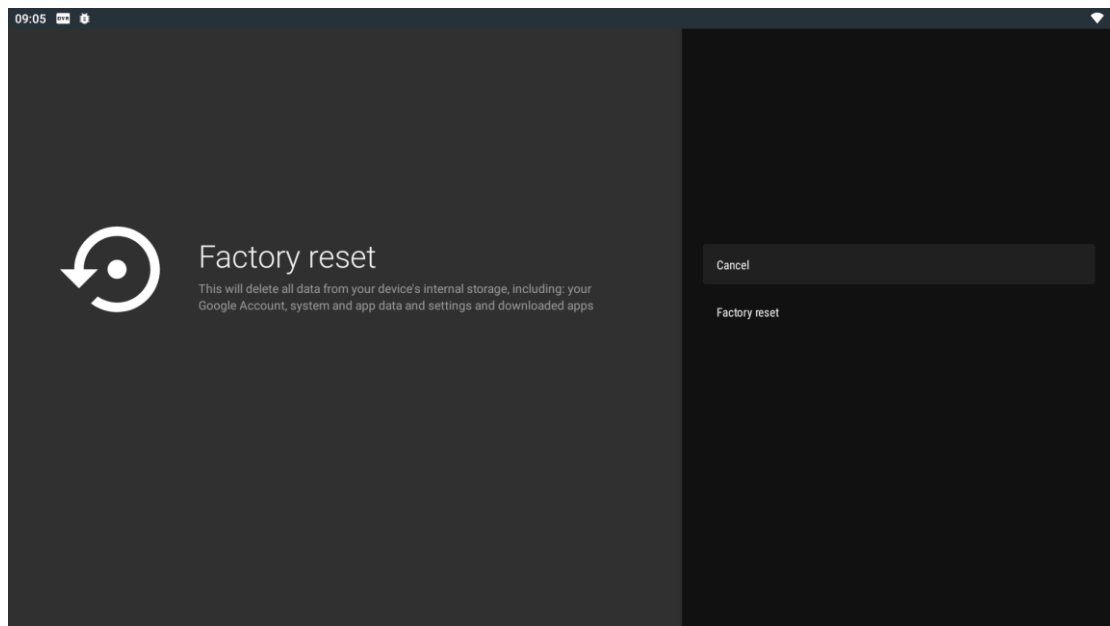 09:05 DVR
Factory reset
This will delete all data from your device's internal storage, including: your
Google Account, system and app data and settings and downloaded apps
Cancel
Factory reset